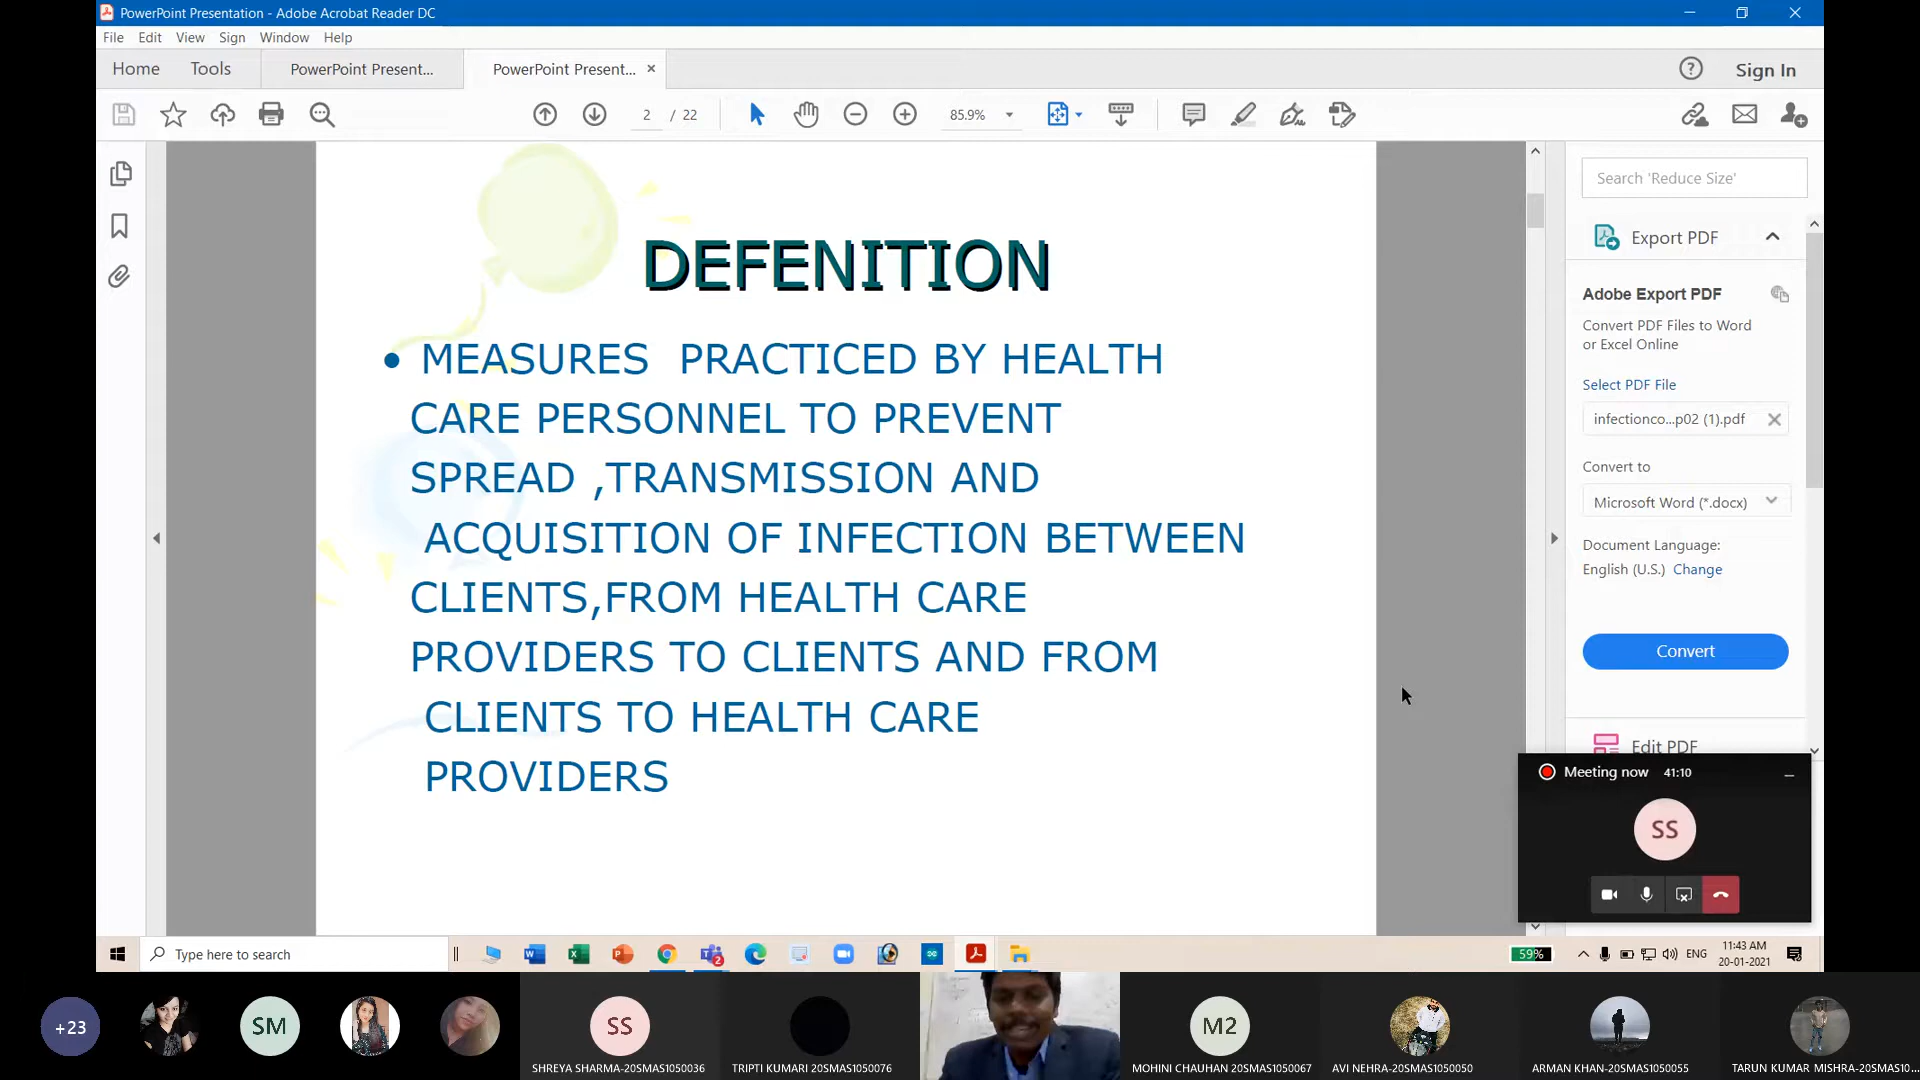 PowerPoint Presentation - Adobe Acrobat Reader DC
File Edit View Sign Window Help
Home Tools PowerPoint Present... PowerPoint Present... Sign In
2 / 22 85.9%
DEFENITION
• MEASURES PRACTICED BY HEALTH
CARE PERSONNEL TO PREVENT
SPREAD ,TRANSMISSION AND
ACQUISITION OF INFECTION BETWEEN
CLIENTS,FROM HEALTH CARE
PROVIDERS TO CLIENTS AND FROM
CLIENTS TO HEALTH CARE
PROVIDERS
Search 'Reduce Size'
Export PDF
Adobe Export PDF
Convert PDF Files to Word
or Excel Online
Select PDF File
infectionco...p02 (1).pdf
Convert to
Microsoft Word (*.docx)
Document Language:
English (U.S.) Change
Convert
Edit PDF
Meeting now 41:10
SS
Type here to search
59%
ENG
11:43 AM
20-01-2021
+23
SM
SS
M2
SHREYA SHARMA-20SMAS1050036
TRIPTI KUMARI 20SMAS1050076
MOHINI CHAUHAN 20SMAS1050067
AVI NEHRA-20SMAS1050050
ARMAN KHAN-20SMAS1050055
TARUN KUMAR MISHRA-20SMAS10...